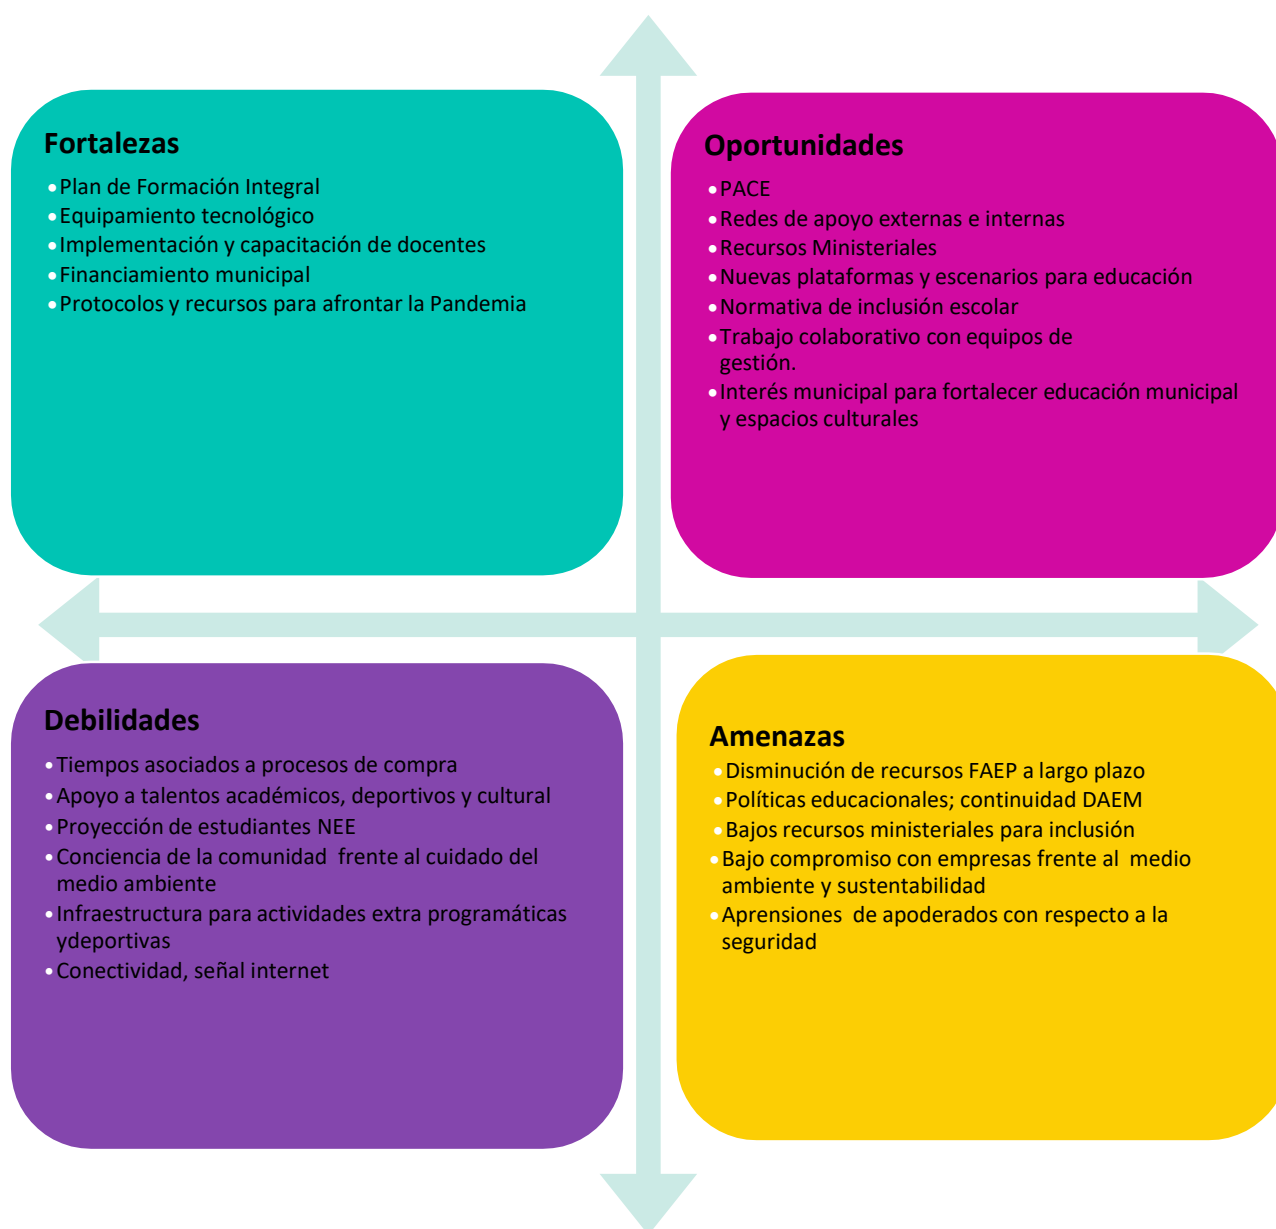 Fortalezas
•Plan de Formación Integral
•Equipamiento tecnológico
•Implementación y capacitación de docentes
•Financiamiento municipal
•Protocolos y recursos para afrontar la Pandemia
Oportunidades
•PACE
•Redes de apoyo externas e internas
•Recursos Ministeriales
•Nuevas plataformas y escenarios para educación
•Normativa de inclusión escolar
•Trabajo colaborativo con equipos de
gestión.
•Interés municipal para fortalecer educación municipal
y espacios culturales
Debilidades
•Tiempos asociados a procesos de compra
•Apoyo a talentos académicos, deportivos y cultural
•Proyección de estudiantes NEE
•Conciencia de la comunidad frente al cuidado del
medio ambiente
•Infraestructura para actividades extra programáticas
ydeportivas
•Conectividad, señal internet
Amenazas
•Disminución de recursos FAEP a largo plazo
•Políticas educacionales; continuidad DAEM
•Bajos recursos ministeriales para inclusión
•Bajo compromiso con empresas frente al medio
ambiente y sustentabilidad
•Aprensiones de apoderados con respecto a la
seguridad